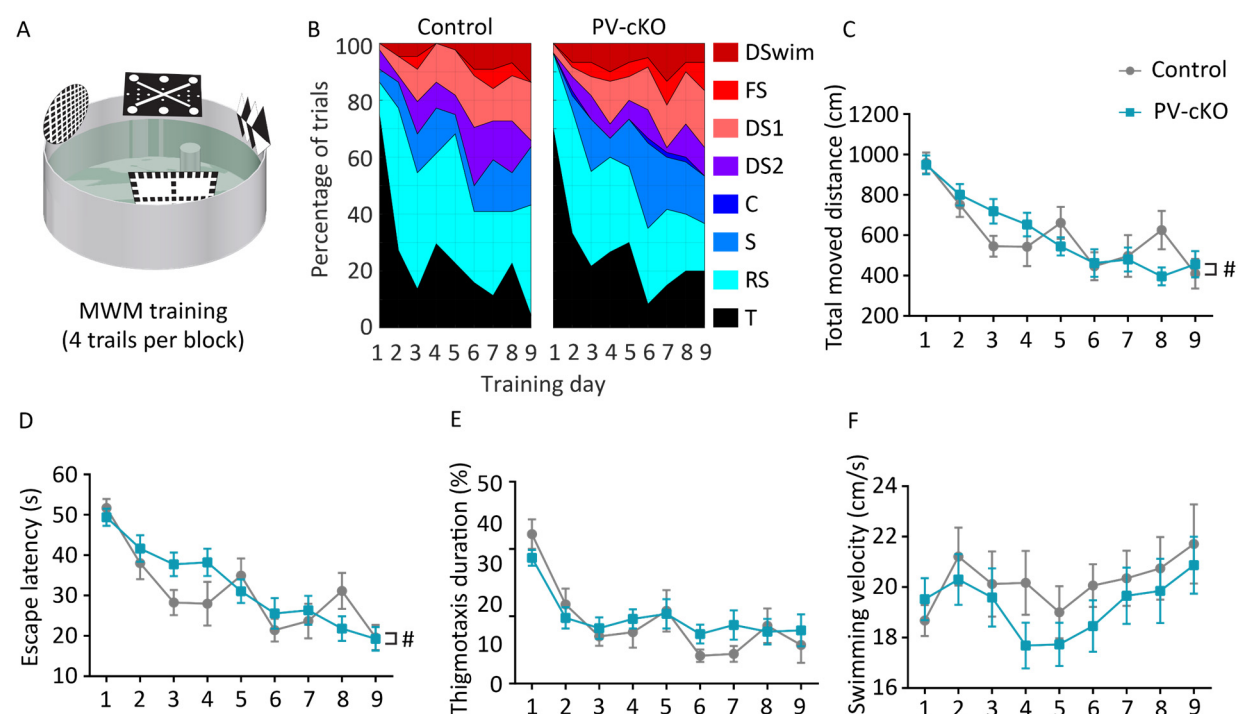 A
MWM training
(4 trails per block)
B
Control
PV-cKO
Percentage of trials
100
80
60
40
20
0
1 2 3 4 5 6 7 8 9
1 2 3 4 5 6 7 8 9
Training day
DSwim
FS
DS1
DS2
C
S
RS
T
C
Control
PV-cKO
Total moved distance (cm)
1200
1000
800
600
400
200
#
1 2 3 4 5 6 7 8 9
D
Escape latency (s)
60
50
40
30
20
10
#
1 2 3 4 5 6 7 8 9
E
Thigmotaxis duration (%)
50
40
30
20
10
0
1 2 3 4 5 6 7 8 9
F
Swimming velocity (cm/s)
24
22
20
18
16
1 2 3 4 5 6 7 8 9